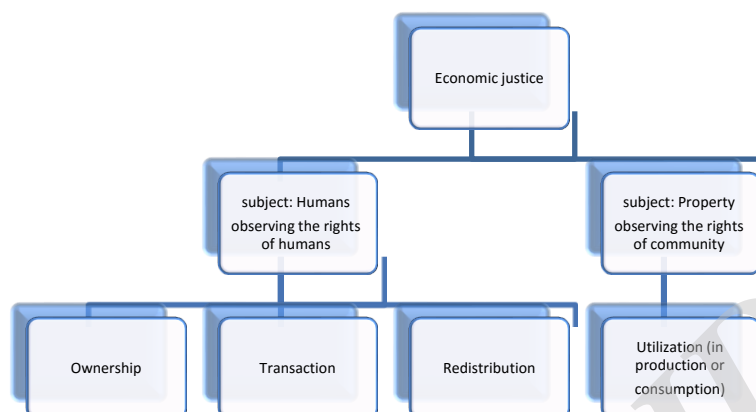 Economic justice
subject: Humans
observing the rights
of humans
subject: Property
observing the rights
of community
Ownership
Transaction
Redistribution
Utilization (in
production or
consumption)